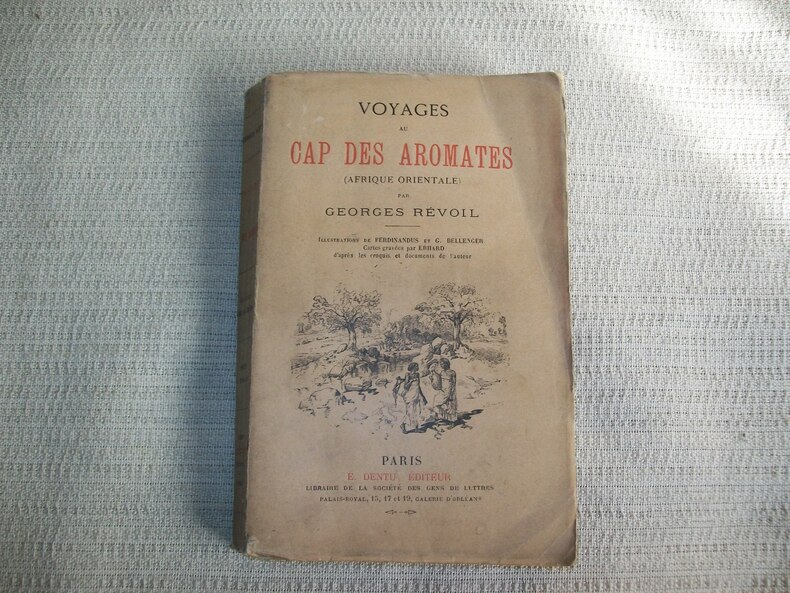 VOYAGES
AU
CAP DES AROMATES
(AFRIQUE ORIENTALE)
PAR
GEORGES RÉVOIL
ILLUSTRATIONS DE FERDINANDUS ET G. BELLENGER
Cartes gravées par ERHARD
d'après les croquis et documents de l'auteur
PARIS
E. DENTU, EDITEUR
LIBRAIRE DE LA SOCIÉTÉ DES GENS DE LETTRES
PALAIS-ROYAL, 15, 17 et 19, GALERIE D'ORLÉANS